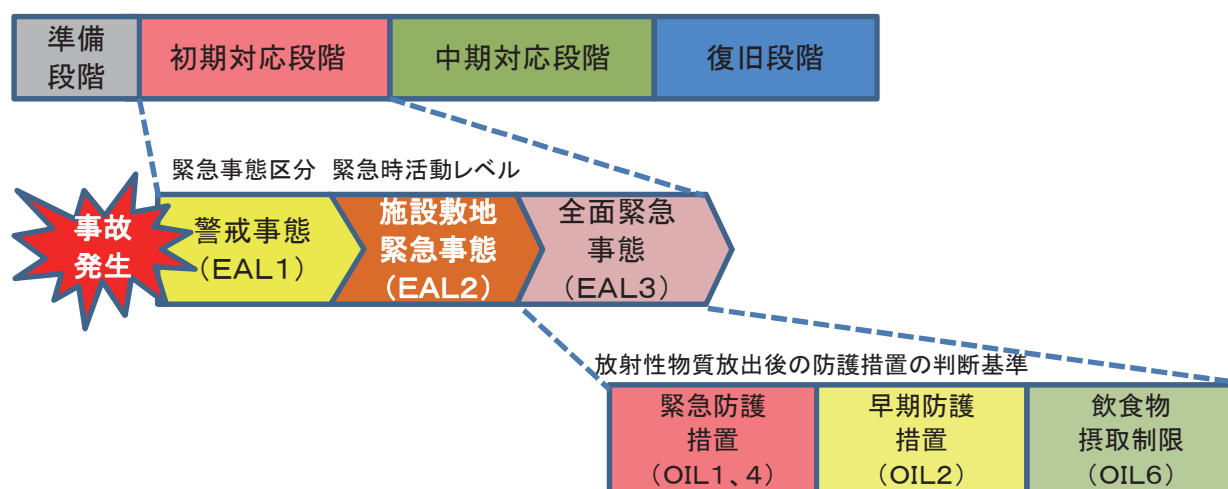 準備
段階
初期対応段階
中期対応段階
復旧段階
緊急事態区分 緊急時活動レベル
事故
発生
警戒事態
(EAL1)
施設敷地
緊急事態
(EAL2)
全面緊急
事態
(EAL3)
放射性物質放出後の防護措置の判断基準
緊急防護
措置
(OIL1、4)
早期防護
措置
(OIL2)
飲食物
摂取制限
(OIL6)